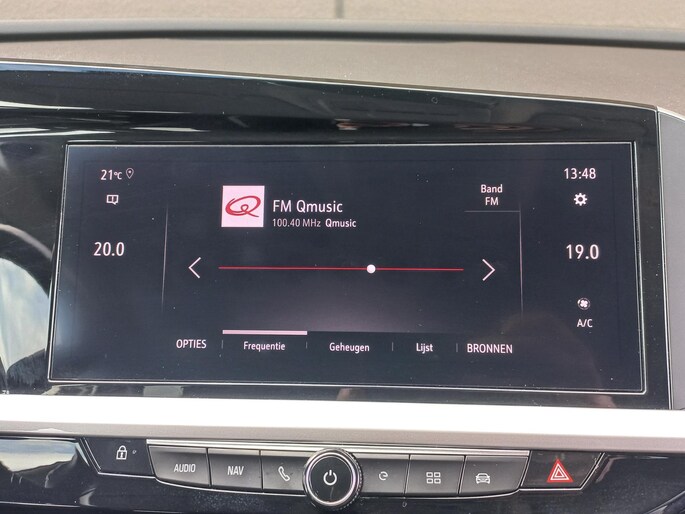 21°C
13:48
Band
FM
FM Qmusic
100.40 MHz Qmusic
20.0
19.0
A/C
OPTIES
Frequentie
Geheugen
Lijst
BRONNEN
AUDIO
NAV